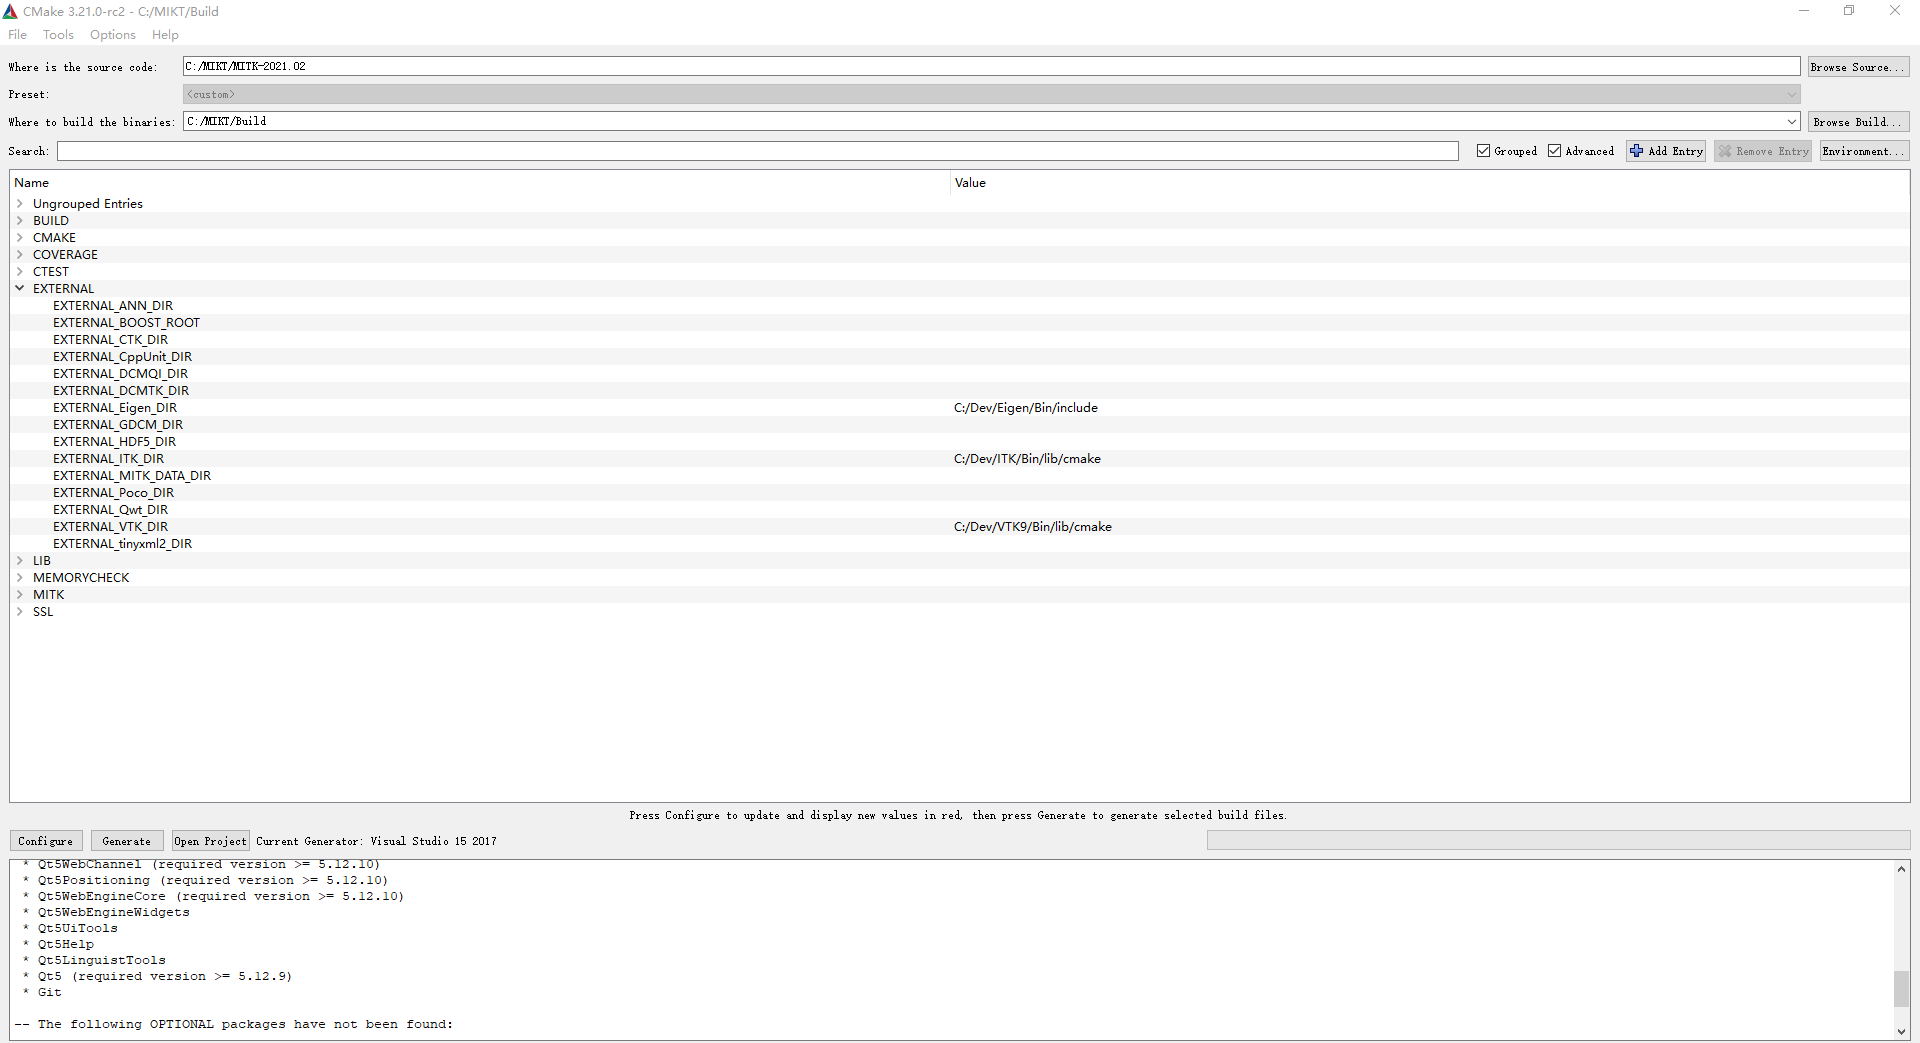 CMake 3.21.0-rc2 - C:/MIKT/Build
File Tools Options Help
Where is the source code: C:/MIKT/MITK-2021.02 Browse Source...
Preset: <custom>
Where to build the binaries: C:/MIKT/Build Browse Build...
Search: Grouped Advanced Add Entry Remove Entry Environment...
Name Value
Ungrouped Entries
BUILD
CMAKE
COVERAGE
CTEST
EXTERNAL
EXTERNAL_ANN_DIR
EXTERNAL_BOOST_ROOT
EXTERNAL_CTK_DIR
EXTERNAL_CppUnit_DIR
EXTERNAL_DCMQI_DIR
EXTERNAL_DCMTK_DIR
EXTERNAL_Eigen_DIR C:/Dev/Eigen/Bin/include
EXTERNAL_GDCM_DIR
EXTERNAL_HDF5_DIR
EXTERNAL_ITK_DIR C:/Dev/ITK/Bin/lib/cmake
EXTERNAL_MITK_DATA_DIR
EXTERNAL_Poco_DIR
EXTERNAL_Qwt_DIR
EXTERNAL_VTK_DIR C:/Dev/VTK9/Bin/lib/cmake
EXTERNAL_tinyxml2_DIR
LIB
MEMORYCHECK
MITK
SSL
Press Configure to update and display new values in red, then press Generate to generate selected build files.
Configure Generate Open Project Current Generator: Visual Studio 15 2017
* Qt5WebChannel (required version >= 5.12.10)
* Qt5Positioning (required version >= 5.12.10)
* Qt5WebEngineCore (required version >= 5.12.10)
* Qt5WebEngineWidgets
* Qt5UiTools
* Qt5Help
* Qt5LinguistTools
* Qt5 (required version >= 5.12.9)
* Git
-- The following OPTIONAL packages have not been found: